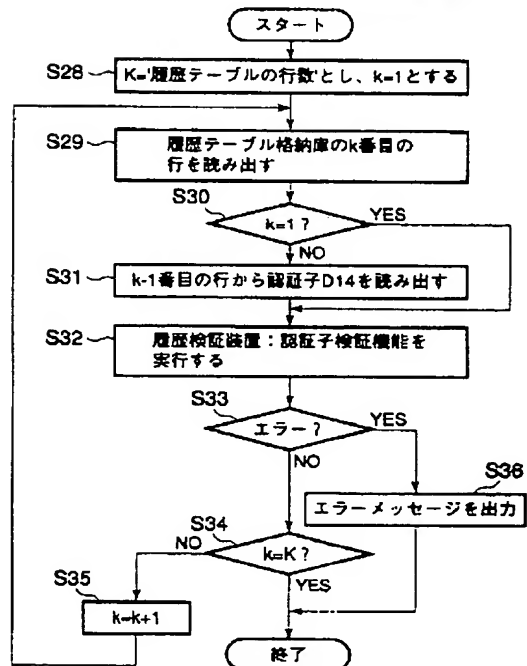 スタート
S28
K='履歴テーブルの行数'とし、k=1とする
S29
履歴テーブル格納庫のk番目の
行を読み出す
S30
k=1?
YES
NO
S31
k-1番目の行から認証子D14を読み出す
S32
履歴検証装置:認証子検証機能を
実行する
S33
エラー?
YES
NO
S36
エラーメッセージを出力
S34
k=K?
NO
YES
S35
k=k+1
終了